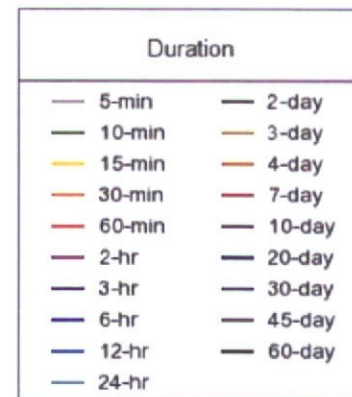 Duration
5-min 2-day
10-min 3-day
15-min 4-day
30-min 7-day
60-min 10-day
2-hr 20-day
3-hr 30-day
6-hr 45-day
12-hr 60-day
24-hr